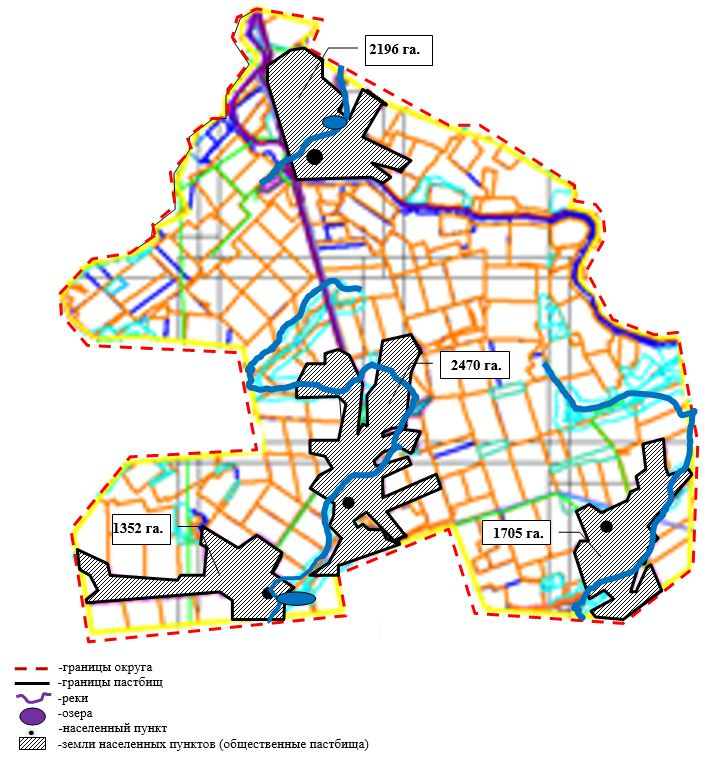 2196 га.
2470 га.
1352 га.
1705 га.
-границы округа
-границы пастбищ
-реки
-озера
-населенный пункт
-земли населенных пунктов (общественные пастбища)